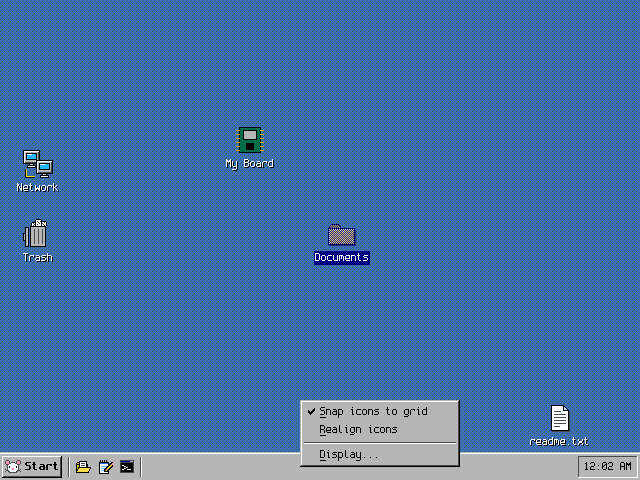 My Board
Network
Trash
Documents
Snap icons to grid
Realign icons
Display...
readme.txt
Start
12:02 AM